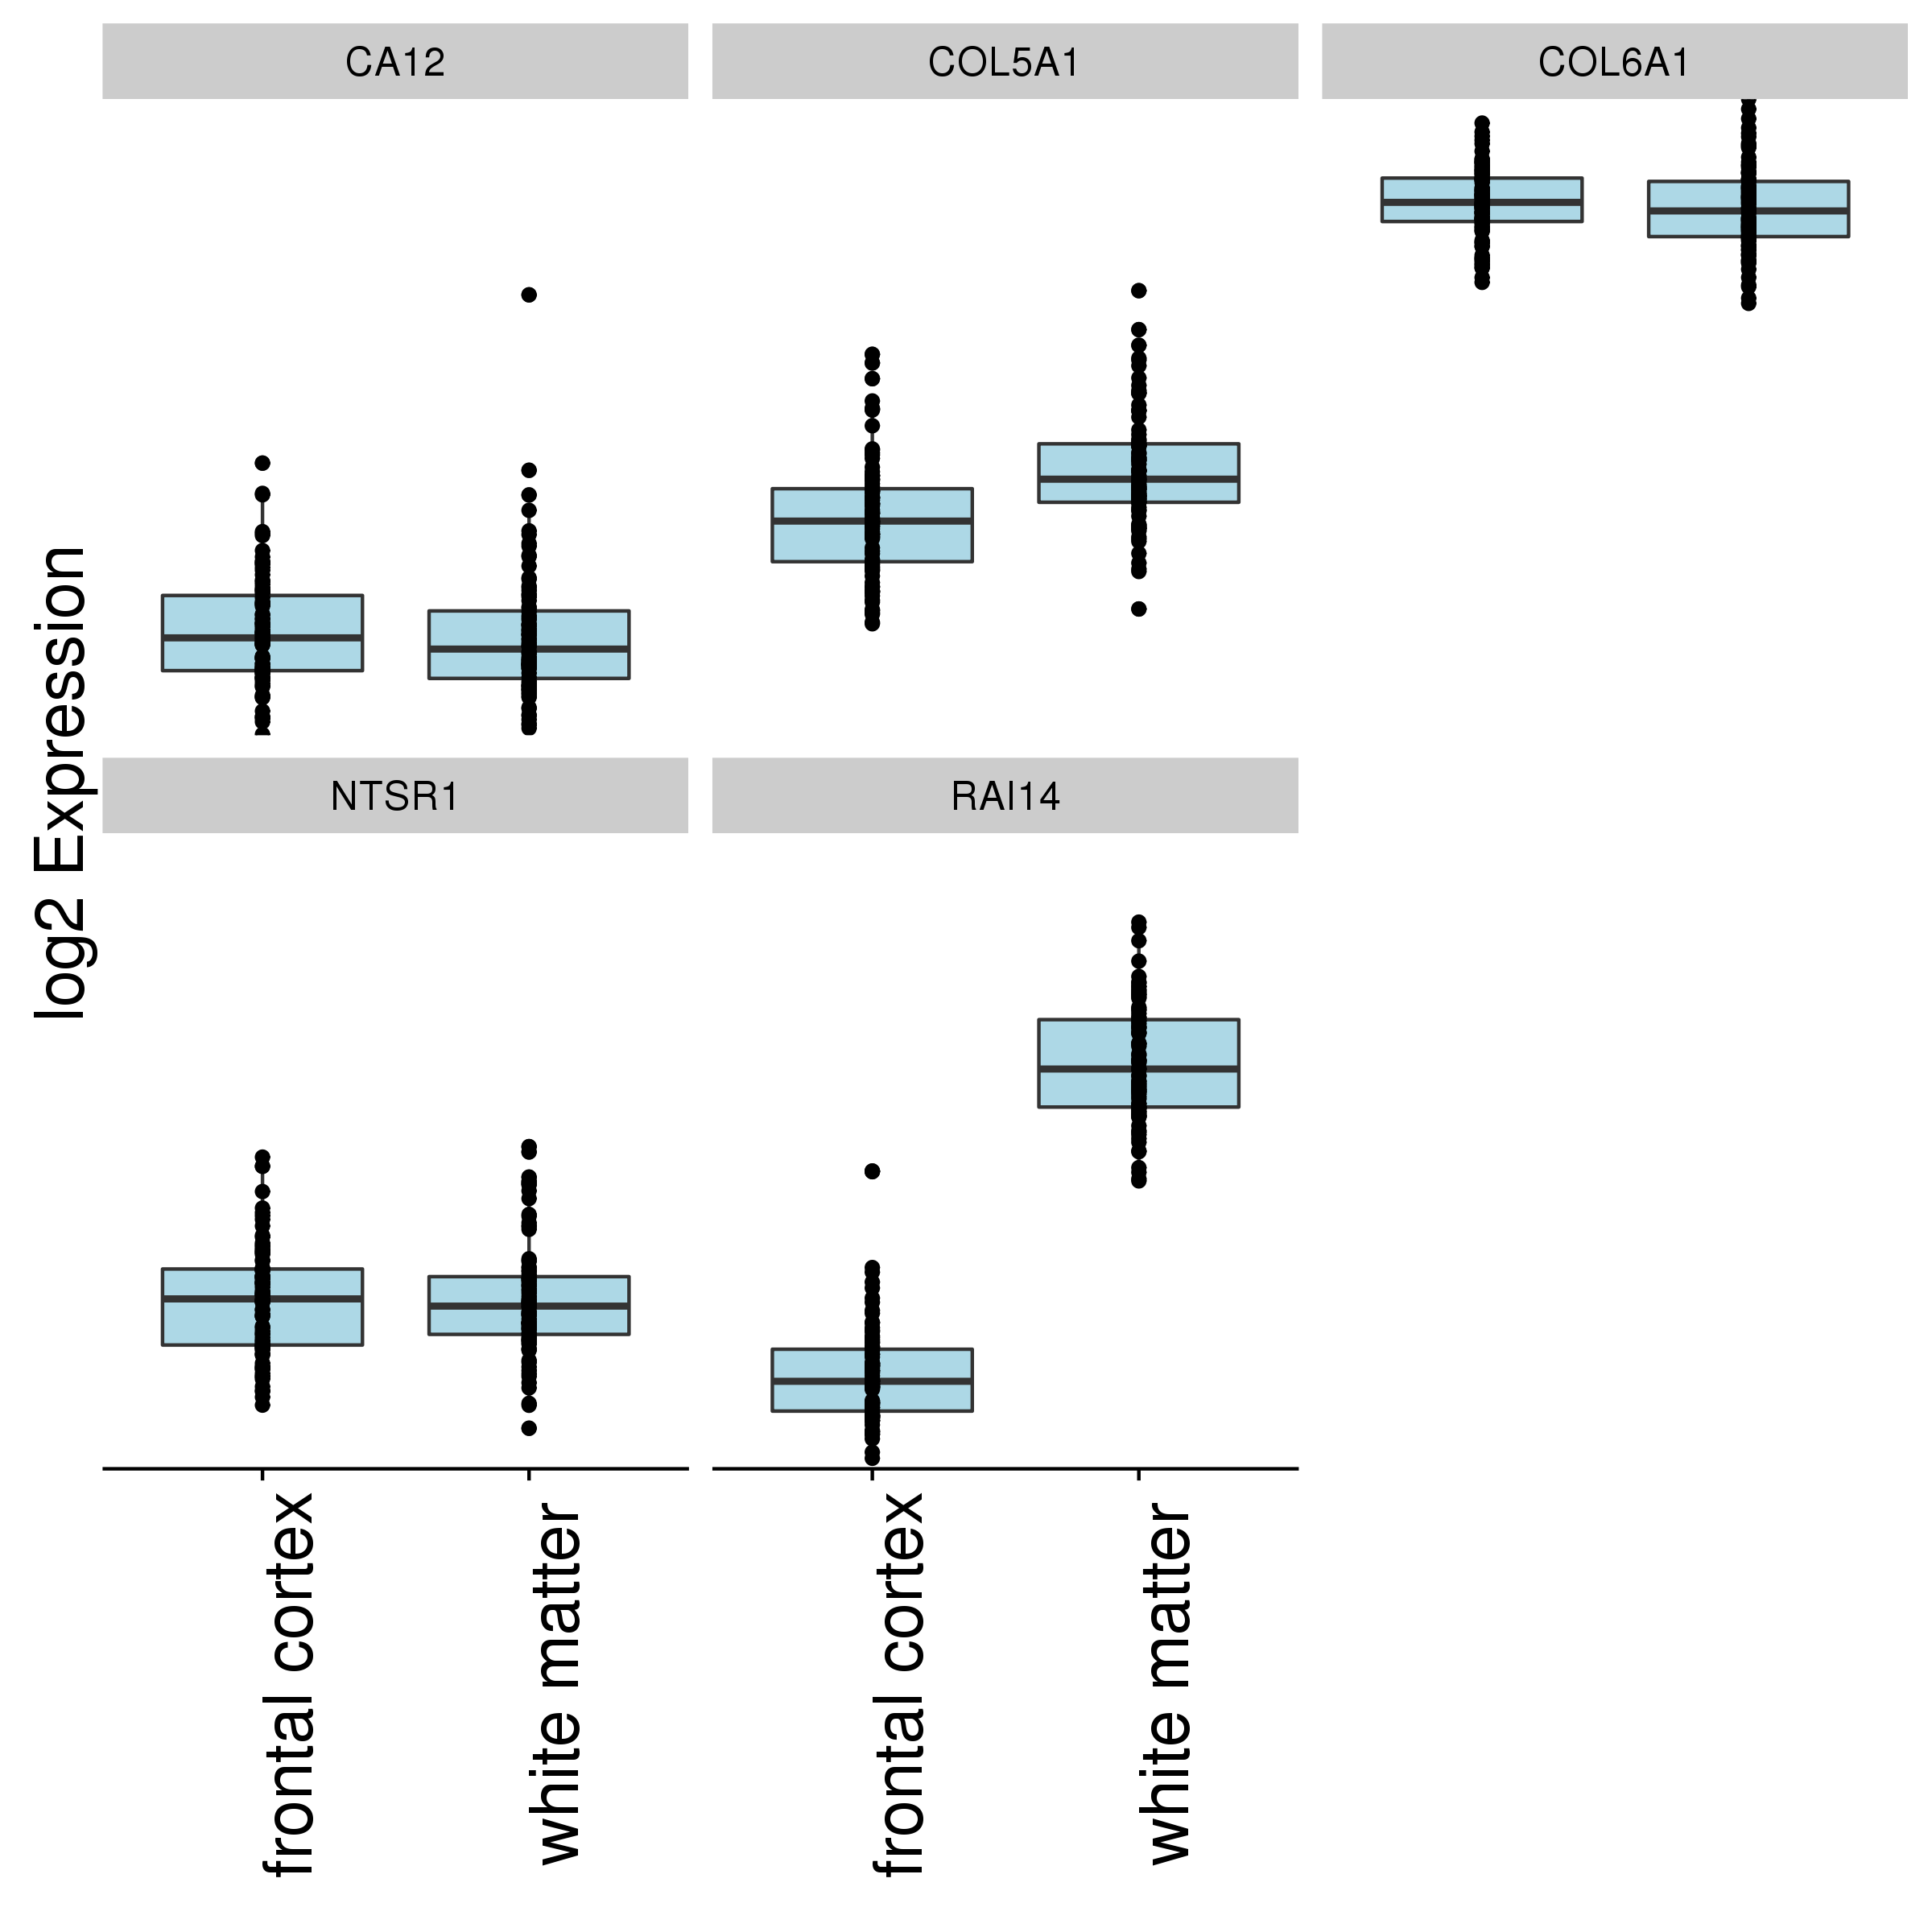 CA12
COL5A1
COL6A1
log2 Expression
NTSR1
RAI14
frontal cortex
white matter
frontal cortex
white matter